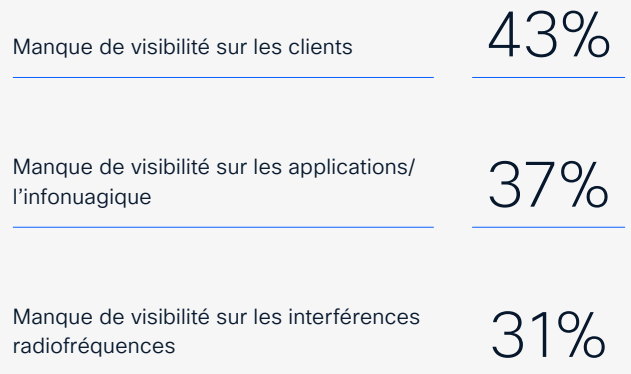 Manque de visibilité sur les clients
43%
Manque de visibilité sur les applications/
l’infonuagique
37%
Manque de visibilité sur les interférences
radiofréquences
31%